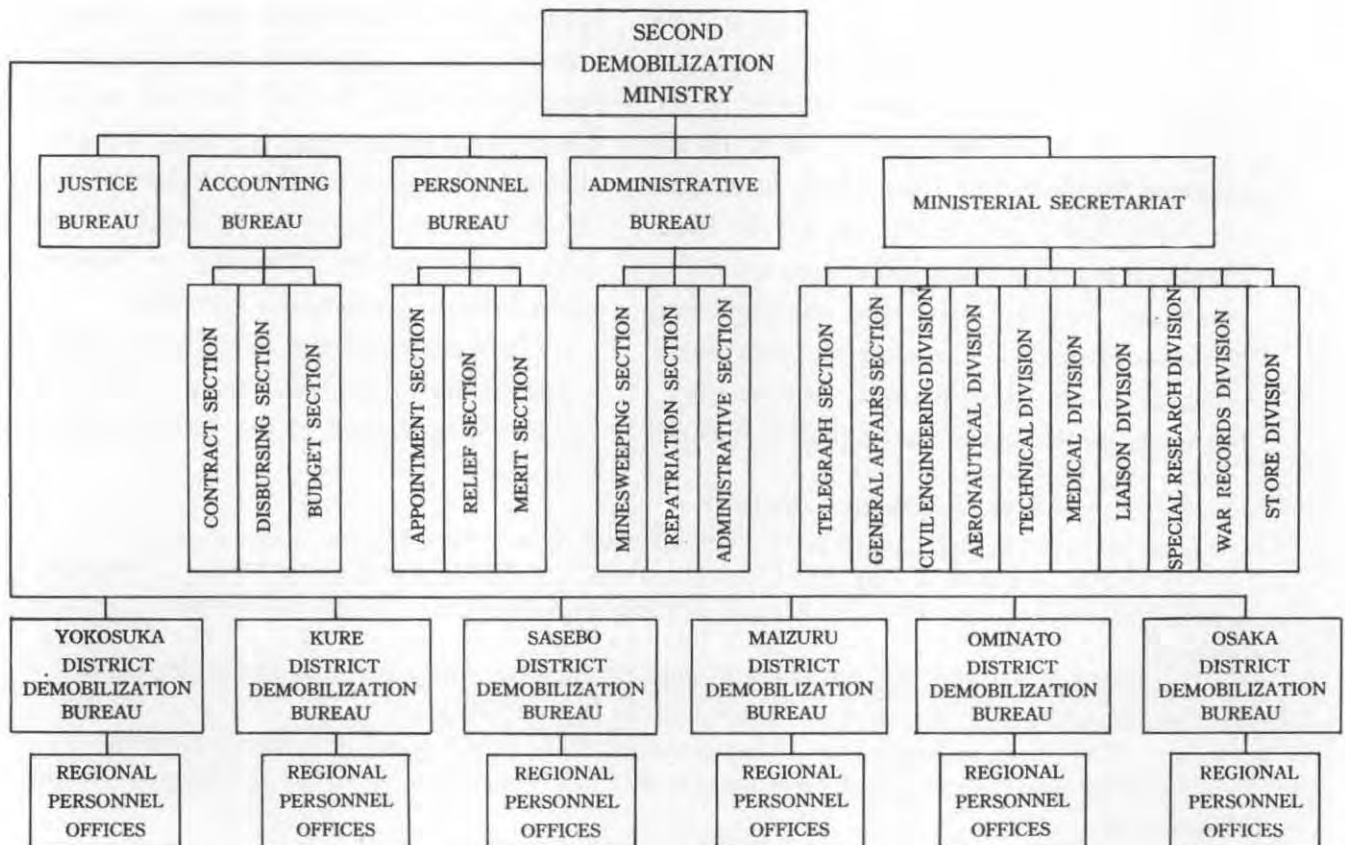 SECOND
DEMOBILIZATION
MINISTRY
JUSTICE
BUREAU
ACCOUNTING
BUREAU
PERSONNEL
BUREAU
ADMINISTRATIVE
BUREAU
MINISTERIAL SECRETARIAT
CONTRACT SECTION
DISBURSING SECTION
BUDGET SECTION
APPOINTMENT SECTION
RELIEF SECTION
MERIT SECTION
MINESWEEPING SECTION
REPATRIATION SECTION
ADMINISTRATIVE SECTION
TELEGRAPH SECTION
GENERAL AFFAIRS SECTION
CIVIL ENGINEERING DIVISION
AERONAUTICAL DIVISION
TECHNICAL DIVISION
MEDICAL DIVISION
LIAISON DIVISION
SPECIAL RESEARCH DIVISION
WAR RECORDS DIVISION
STORE DIVISION
YOKOSUKA
DISTRICT
DEMOBILIZATION
BUREAU
KURE
DISTRICT
DEMOBILIZATION
BUREAU
SASEBO
DISTRICT
DEMOBILIZATION
BUREAU
MAIZURU
DISTRICT
DEMOBILIZATION
BUREAU
OMINATO
DISTRICT
DEMOBILIZATION
BUREAU
OSAKA
DISTRICT
DEMOBILIZATION
BUREAU
REGIONAL
PERSONNEL
OFFICES
REGIONAL
PERSONNEL
OFFICES
REGIONAL
PERSONNEL
OFFICES
REGIONAL
PERSONNEL
OFFICES
REGIONAL
PERSONNEL
OFFICES
REGIONAL
PERSONNEL
OFFICES